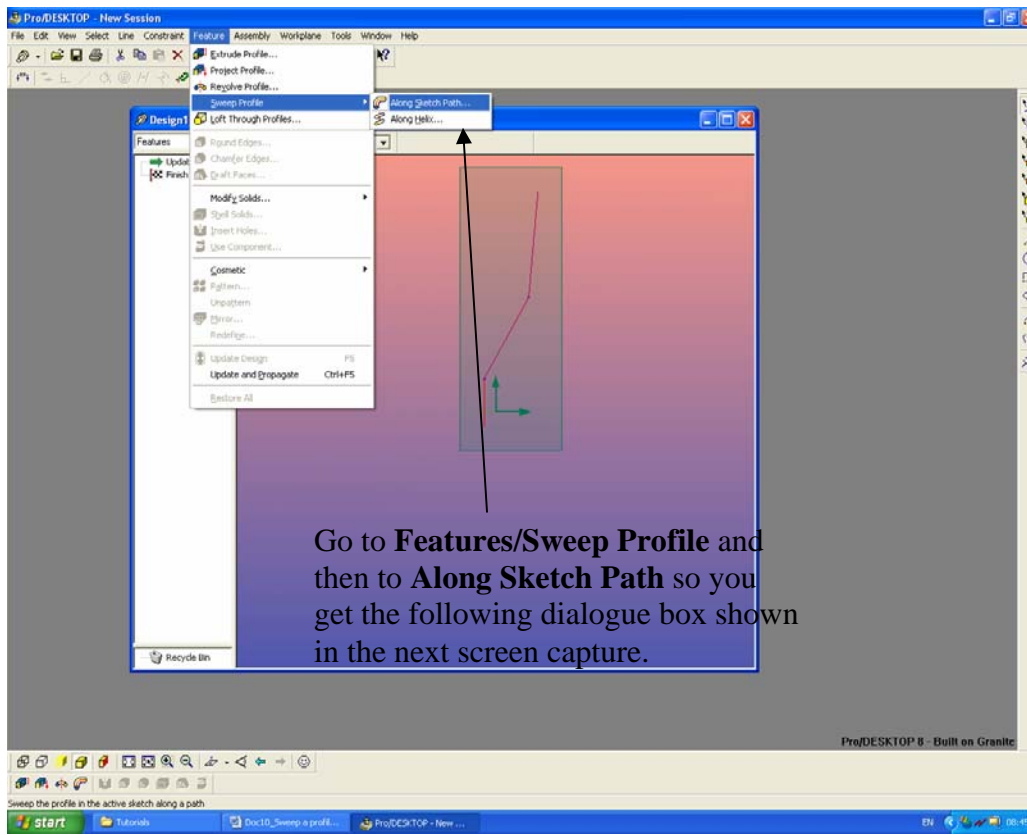 Pro/DESKTOP - New Session
File Edit View Select Line Constraint Feature Assembly Workplane Tools Window Help
Extrude Profile...
Project Profile...
Revolve Profile...
Sweep Profile
Along Sketch Path...
Loft Through Profiles...
Along Helix...
Design1
Features
Round Edges...
Chamfer Edges...
Updat
Finish
Draft Faces...
Modify Solids...
Shell Solids...
Insert Holes...
Use Component...
Cosmetic
Pattern...
Unpattern
Mirror...
Redefine...
Update Design F5
Update and Propagate Ctrl+F5
Restore All
Go to Features/Sweep Profile and
then to Along Sketch Path so you
get the following dialogue box shown
in the next screen capture.
Recycle Bin
Pro/DESKTOP 8 - Built on Granite
Sweep the profile in the active sketch along a path
start Tutorials Doc10_Sweep a profil... Pro/DESKTOP - New ... EN